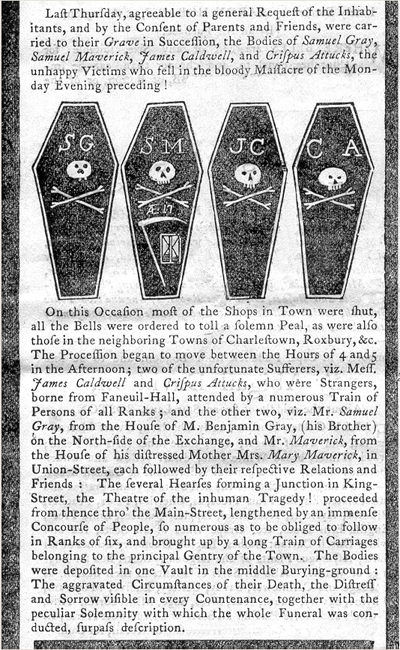 Laſt Thurſday, agreeable to a general Requeſt of the Inhab-
itants, and by the Conſent of Parents and Friends, were car-
ried to their Grave in Succeſſion, the Bodies of Samuel Gray,
Samuel Maverick, James Caldwell, and Criſpus Attucks, the
unhappy Victims who fell in the bloody Maſſacre of the Mon-
day Evening preceding!
SG
SM
JC
CA
Æ 17
On this Occaſion moſt of the Shops in Town were ſhut,
all the Bells were ordered to toll a ſolemn Peal, as were alſo
thoſe in the neighboring Towns of Charleſtown, Roxbury, &c.
The Proceſſion began to move between the Hours of 4 and 5
in the Afternoon; two of the unfortunate Sufferers, viz. Meſſ.
James Caldwell and Criſpus Attucks, who were Strangers,
borne from Faneuil-Hall, attended by a numerous Train of
Perſons of all Ranks; and the other two, viz. Mr. Samuel
Gray, from the Houſe of M. Benjamin Gray, (his Brother)
on the North-ſide of the Exchange, and Mr. Maverick, from
the Houſe of his diſtreſſed Mother Mrs. Mary Maverick, in
Union-Street, each followed by their reſpective Relations and
Friends: The ſeveral Hearſes forming a Junction in King-
Street, the Theatre of the inhuman Tragedy! proceeded
from thence thro' the Main-Street, lengthened by an immenſe
Concourſe of People, ſo numerous as to be obliged to follow
in Ranks of ſix, and brought up by a long Train of Carriages
belonging to the principal Gentry of the Town. The Bodies
were depoſited in one Vault in the middle Burying-ground:
The aggravated Circumſtances of their Death, the Diſtreſſ
and Sorrow viſible in every Countenance, together with the
peculiar Solemnity with which the whole Funeral was con-
ducted, ſurpaſs deſcription.